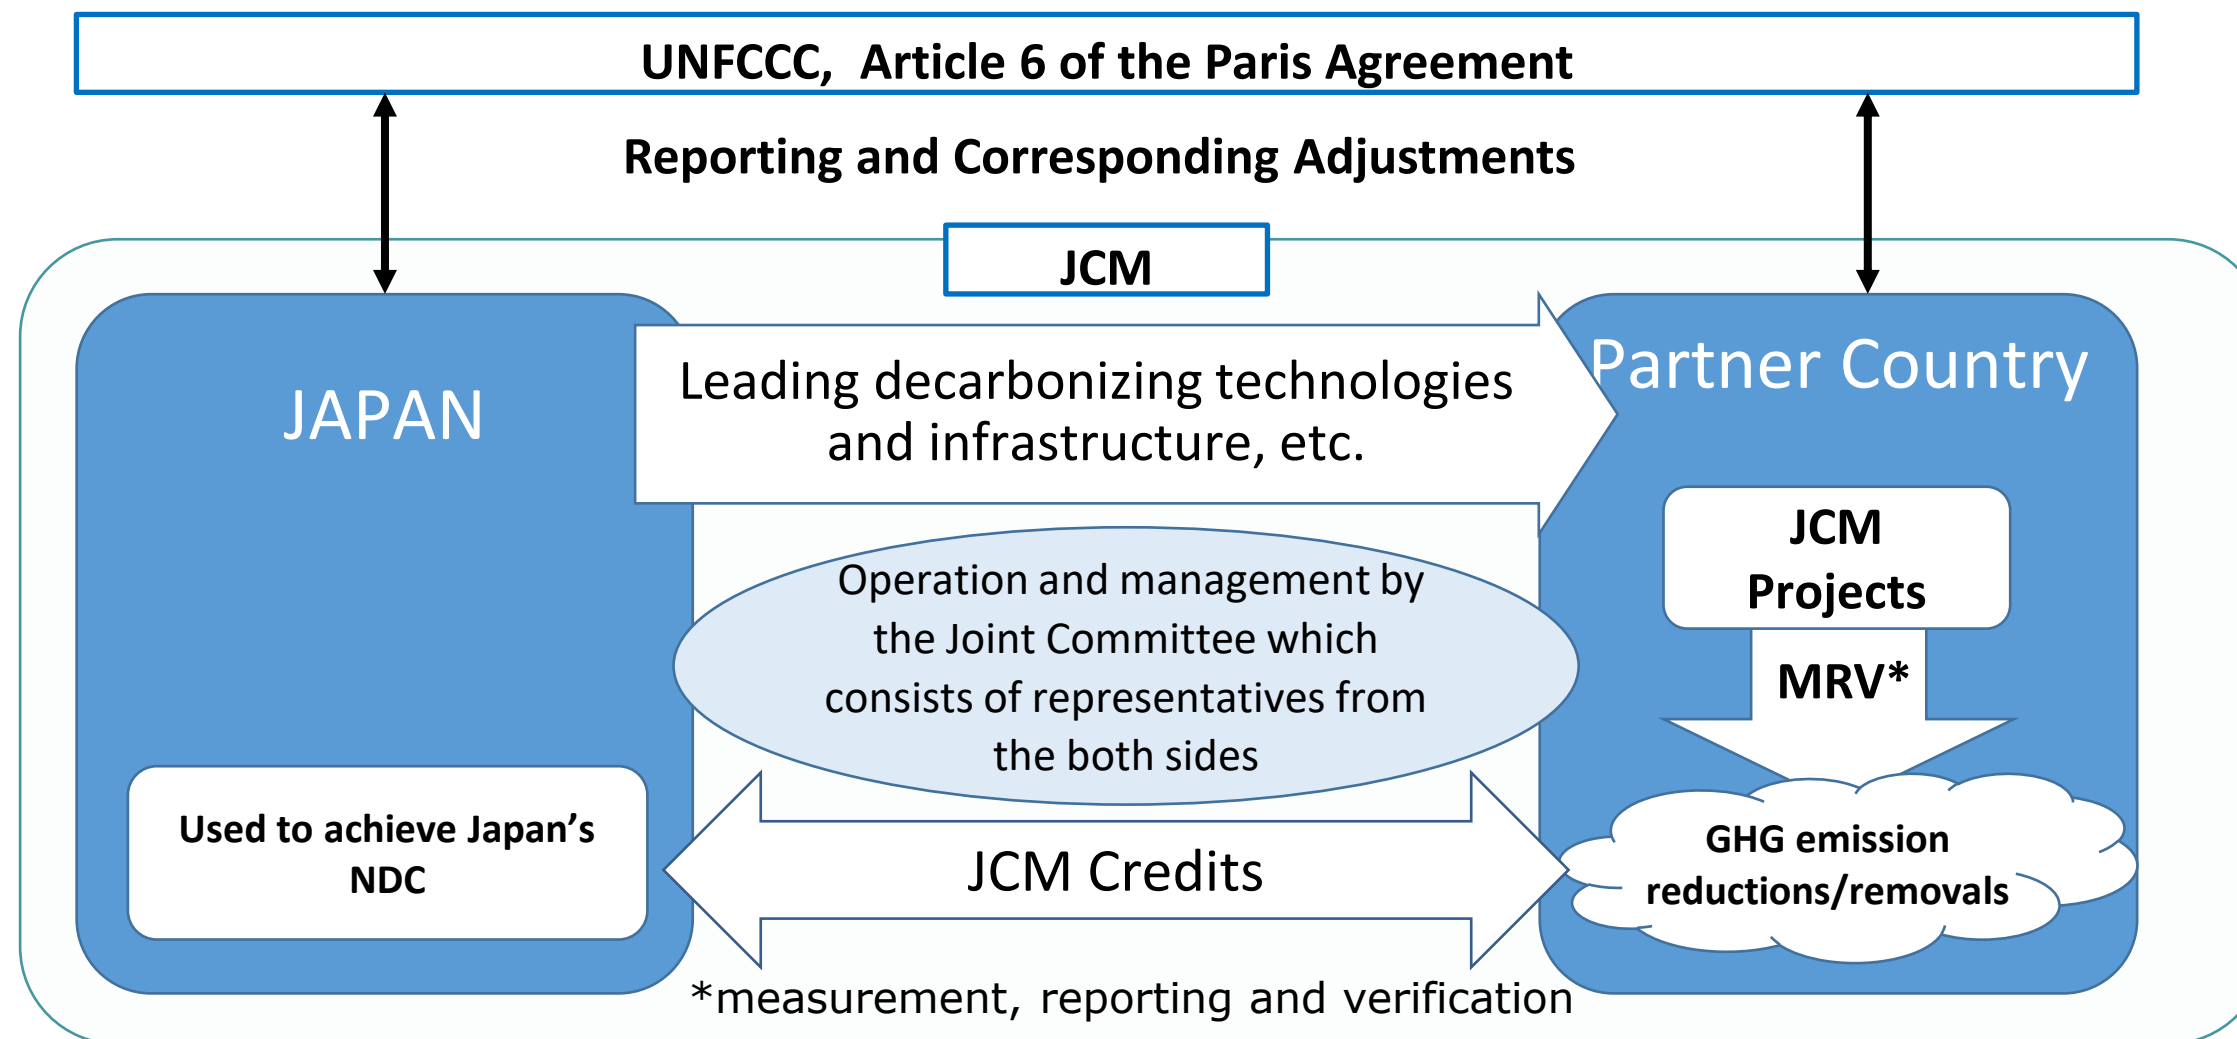 UNFCCC, Article 6 of the Paris Agreement
Reporting and Corresponding Adjustments
JCM
JAPAN
Leading decarbonizing technologies
and infrastructure, etc.
Partner Country
JCM
Projects
MRV*
Operation and management by
the Joint Committee which
consists of representatives from
the both sides
Used to achieve Japan’s
NDC
JCM Credits
GHG emission
reductions/removals
*measurement, reporting and verification